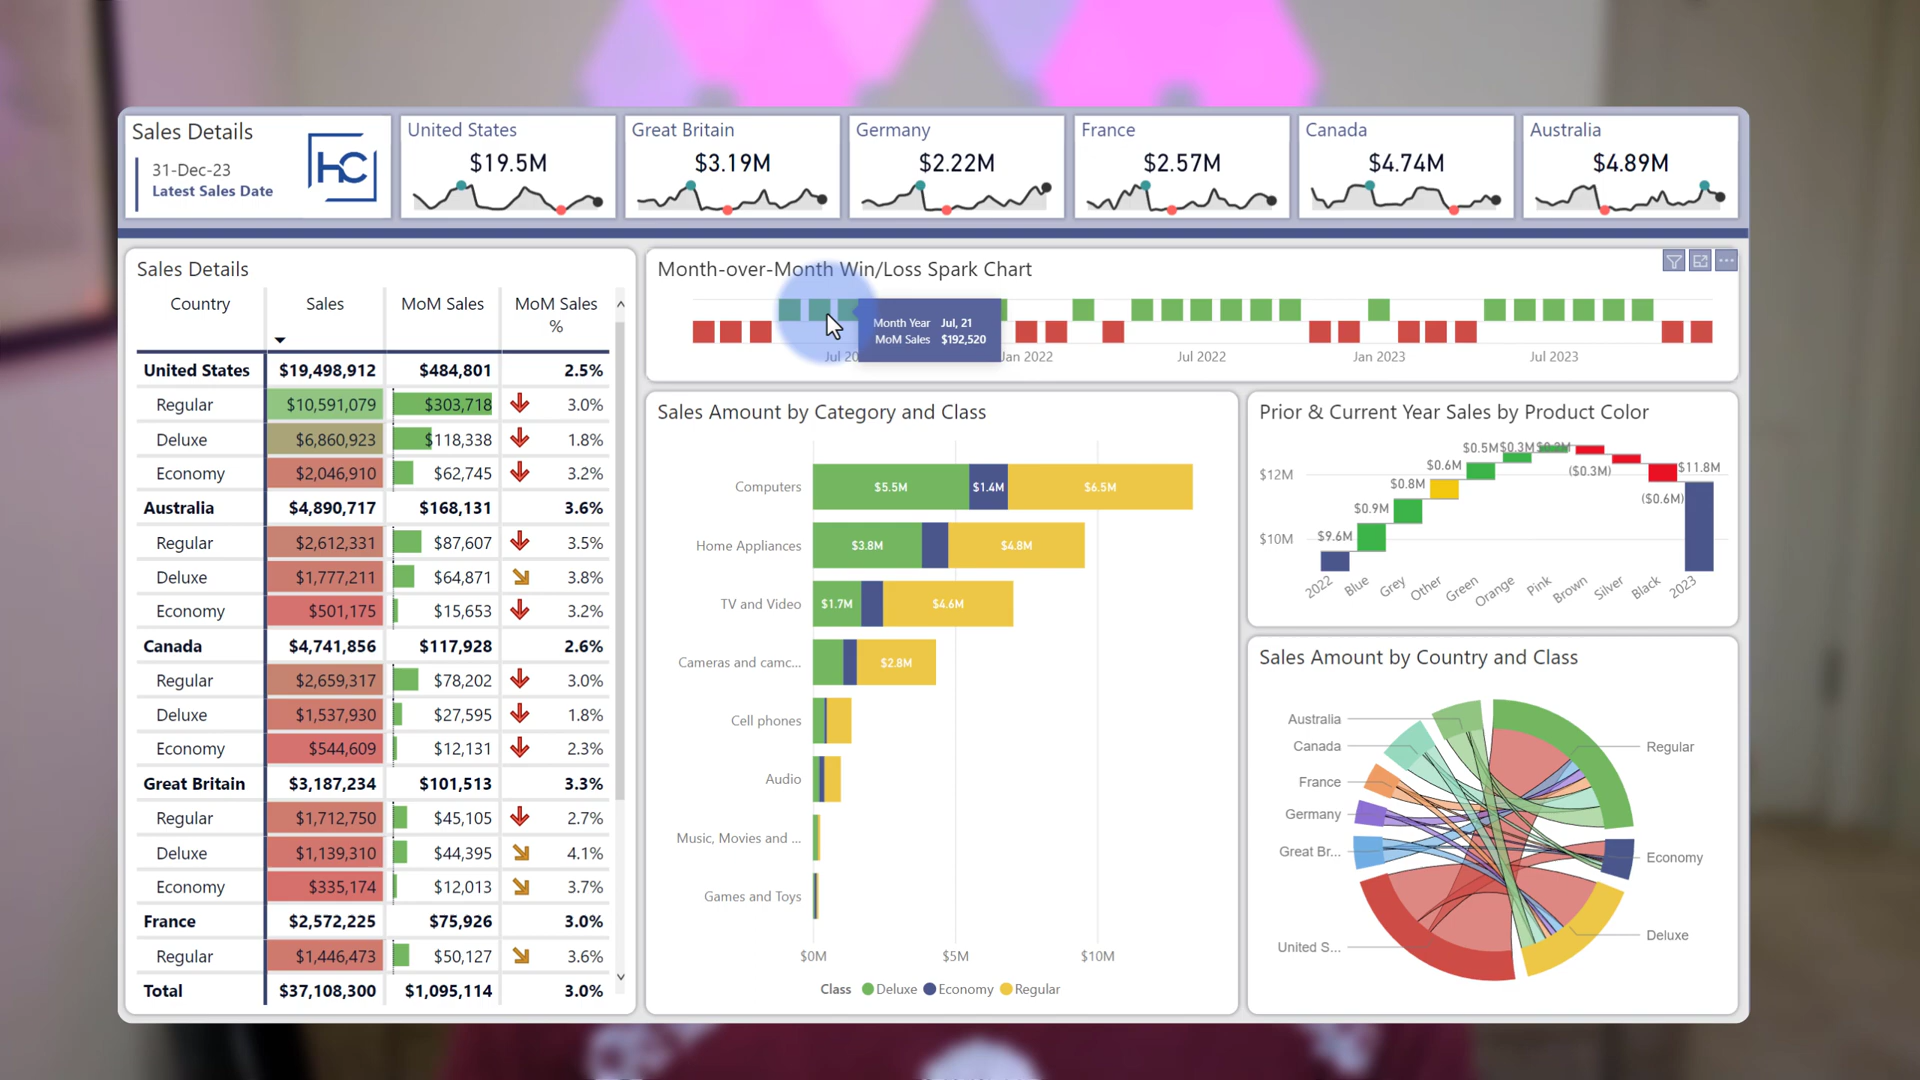 Sales Details
31-Dec-23
Latest Sales Date
HC
United States
$19.5M
Great Britain
$3.19M
Germany
$2.22M
France
$2.57M
Canada
$4.74M
Australia
$4.89M
Sales Details
Country Sales MoM Sales MoM Sales %
United States $19,498,912 $484,801 2.5%
Regular $10,591,079 $303,718 3.0%
Deluxe $6,860,923 $118,338 1.8%
Economy $2,046,910 $62,745 3.2%
Australia $4,890,717 $168,131 3.6%
Regular $2,612,331 $87,607 3.5%
Deluxe $1,777,211 $64,871 3.8%
Economy $501,175 $15,653 3.2%
Canada $4,741,856 $117,928 2.6%
Regular $2,659,317 $78,202 3.0%
Deluxe $1,537,930 $27,595 1.8%
Economy $544,609 $12,131 2.3%
Great Britain $3,187,234 $101,513 3.3%
Regular $1,712,750 $45,105 2.7%
Deluxe $1,139,310 $44,395 4.1%
Economy $335,174 $12,013 3.7%
France $2,572,225 $75,926 3.0%
Regular $1,446,473 $50,127 3.6%
Total $37,108,300 $1,095,114 3.0%
Month-over-Month Win/Loss Spark Chart
Month Year Jul, 21
MoM Sales $192,520
Jul 20 Jan 2022 Jul 2022 Jan 2023 Jul 2023
Sales Amount by Category and Class
Computers $5.5M $1.4M $6.5M
Home Appliances $3.8M $4.8M
TV and Video $1.7M $4.6M
Cameras and camc... $2.8M
Cell phones
Audio
Music, Movies and ...
Games and Toys
$0M $5M $10M
Class Deluxe Economy Regular
Prior & Current Year Sales by Product Color
$12M
$10M
$9.6M
$0.9M
$0.8M
$0.6M
$0.5M
$0.3M
$0.2M
($0.3M)
($0.6M)
$11.8M
2022 Blue Grey Other Green Orange Pink Brown Silver Black 2023
Sales Amount by Country and Class
Australia
Canada
France
Germany
Great Br...
United S...
Regular
Economy
Deluxe